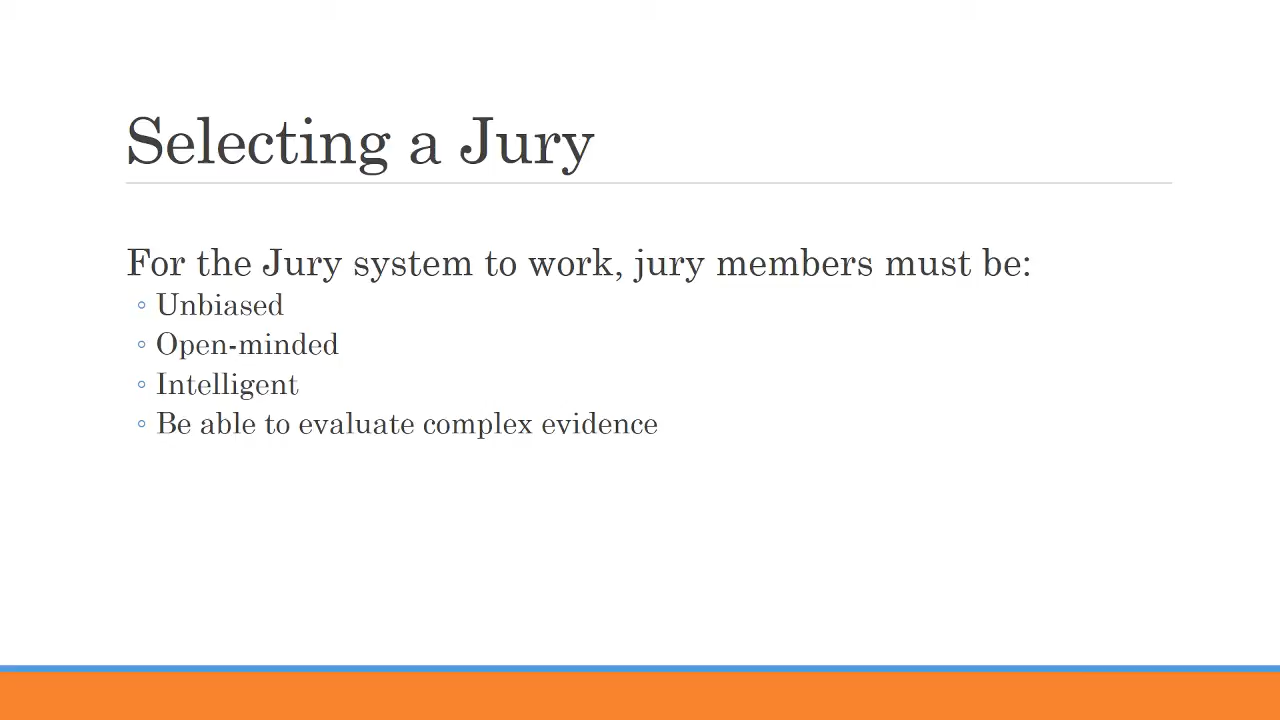 Selecting a Jury
For the Jury system to work, jury members must be:
◦ Unbiased
◦ Open-minded
◦ Intelligent
◦ Be able to evaluate complex evidence